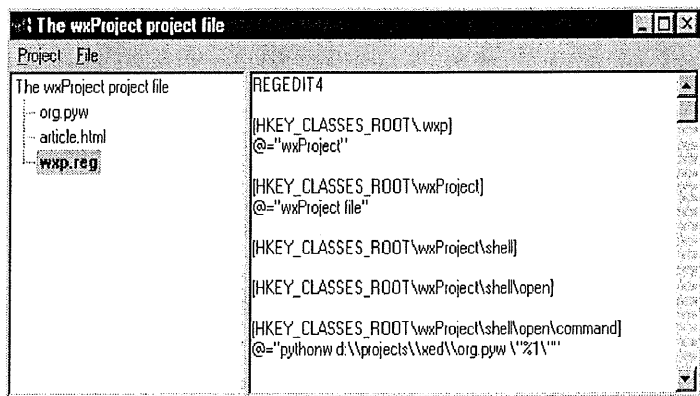 The wxProject project file
Project File
The wxProject project file
org.pyw
article.html
wxp.reg
REGEDIT4
[HKEY_CLASSES_ROOT\.wxp]
@="wxProject"
[HKEY_CLASSES_ROOT\wxProject]
@="wxProject file"
[HKEY_CLASSES_ROOT\wxProject\shell]
[HKEY_CLASSES_ROOT\wxProject\shell\open]
[HKEY_CLASSES_ROOT\wxProject\shell\open\command]
@="pythonw d:\\projects\\xed\\org.pyw \"%1\""